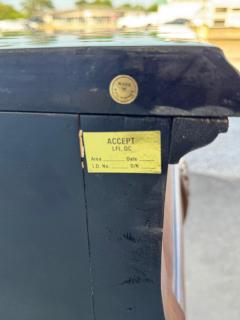 ACCEPT
LFI, QC
Area Date
I.D. No. O/N